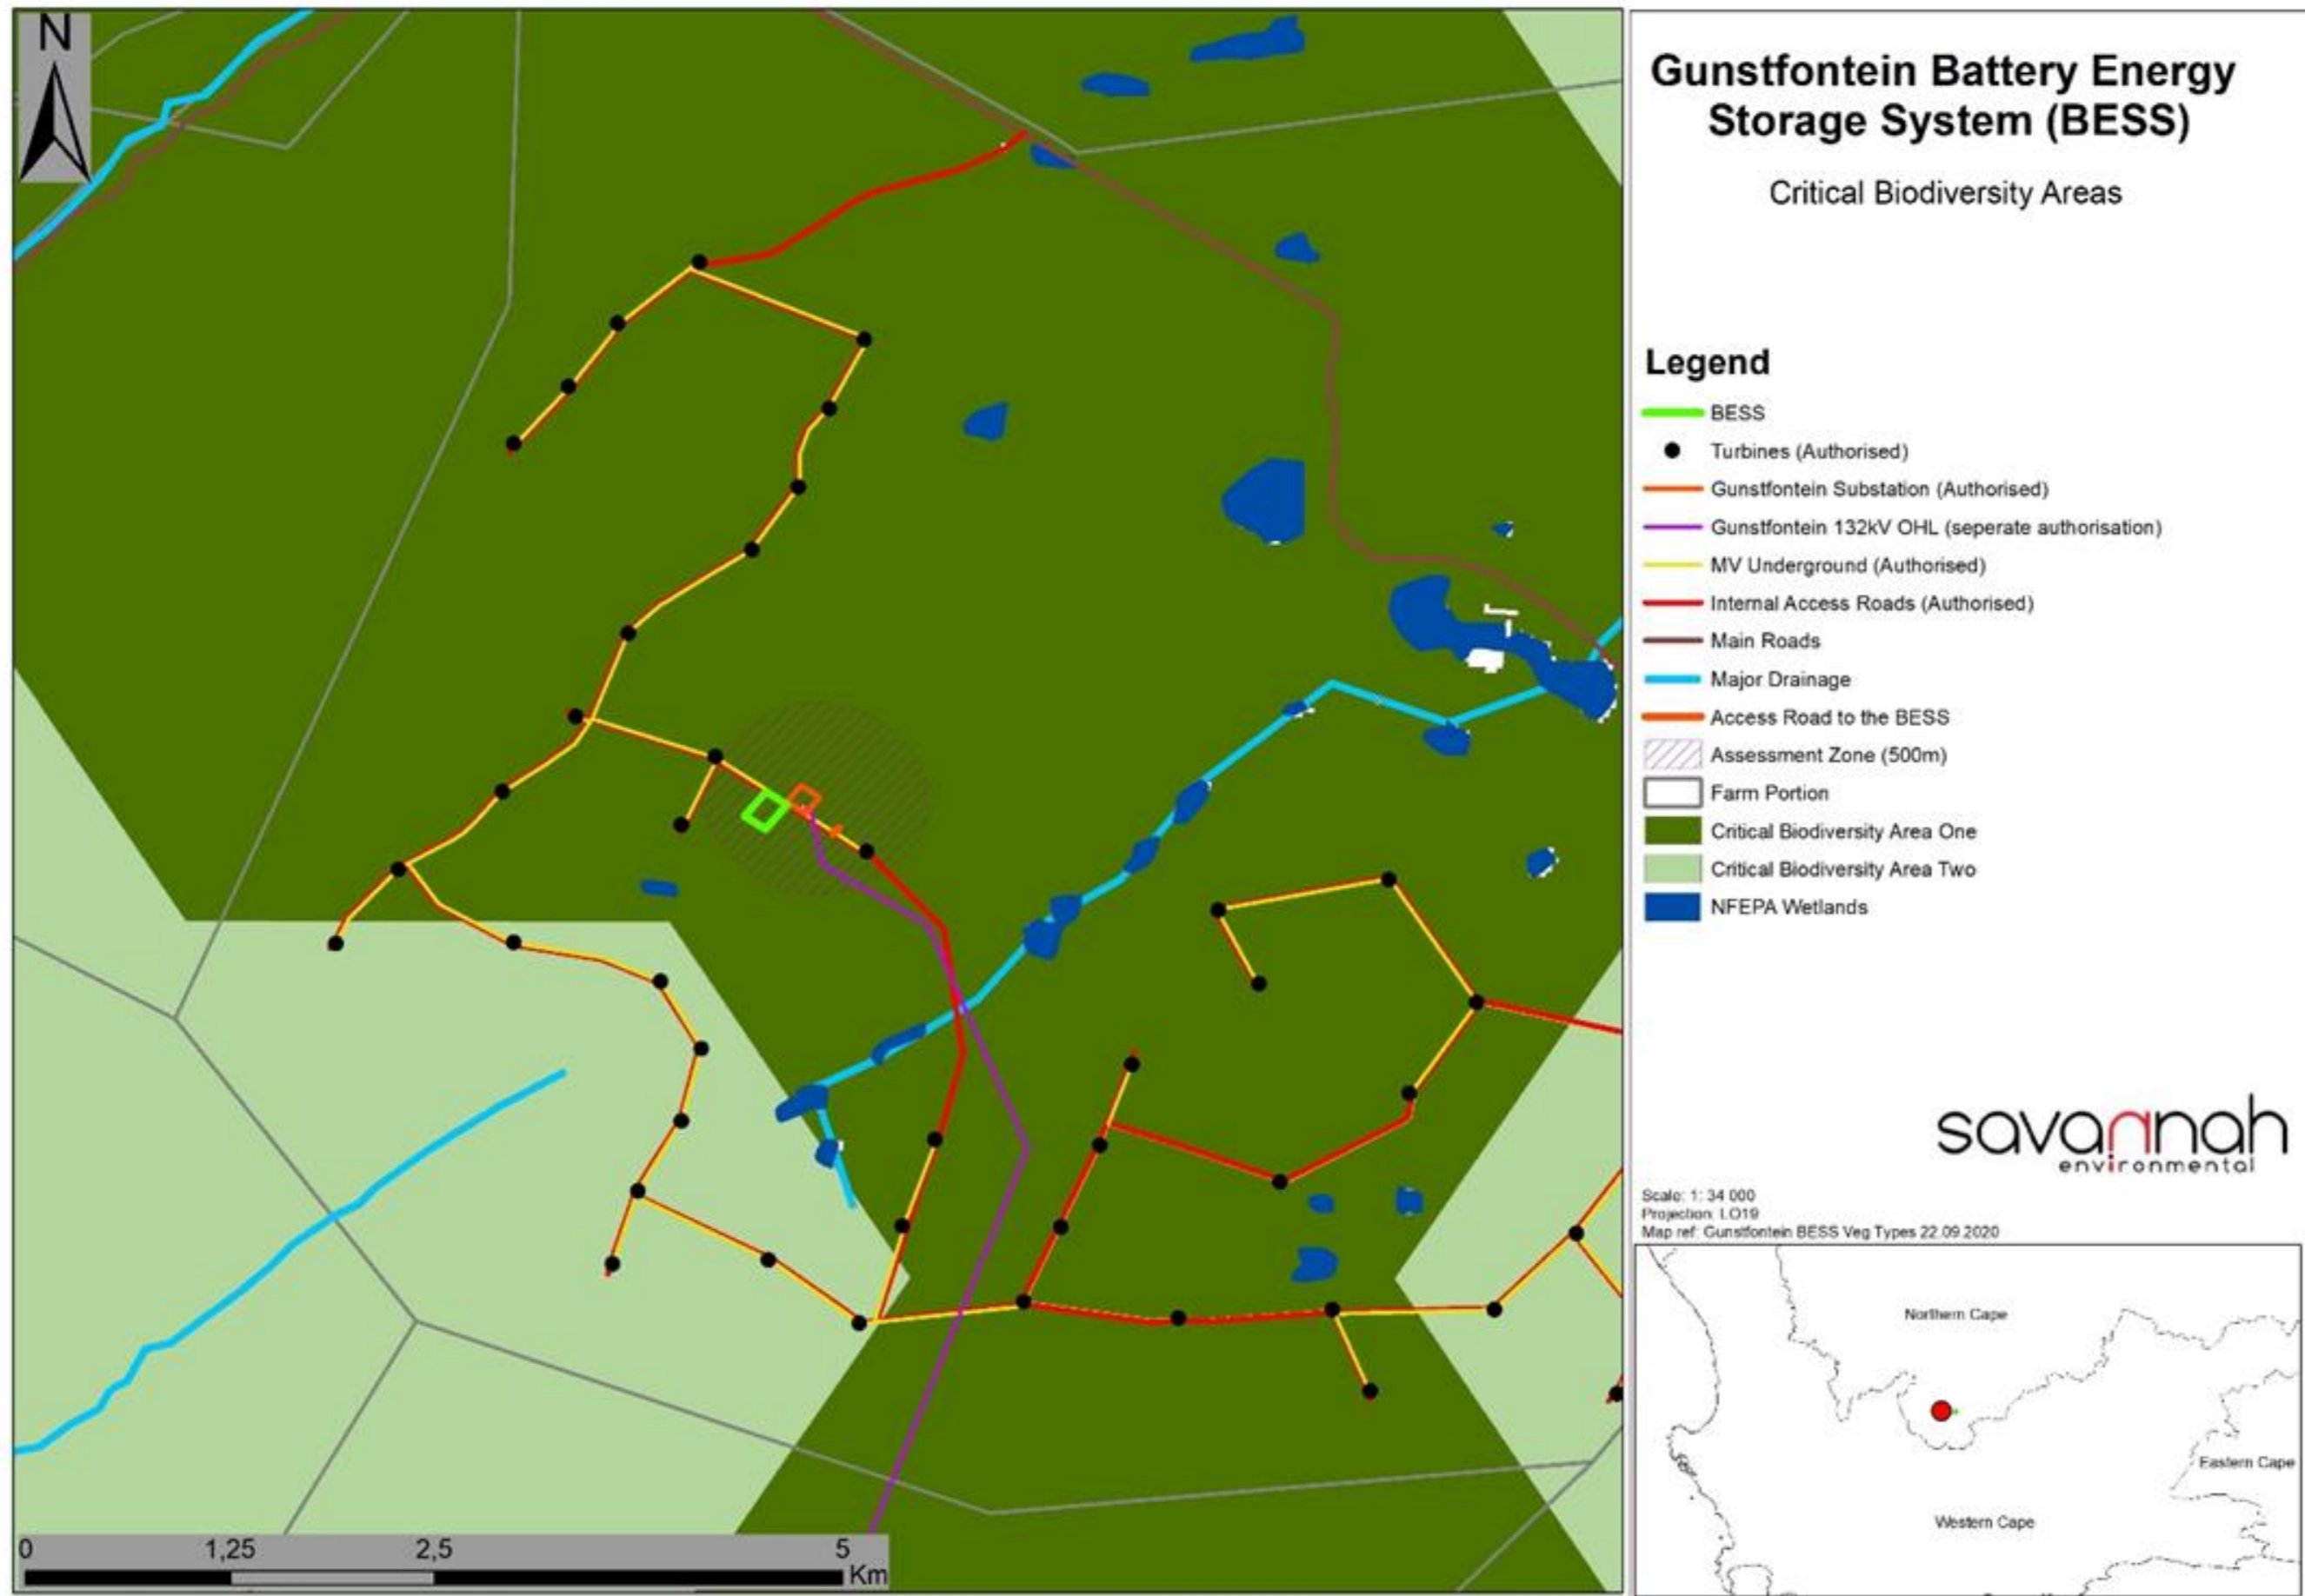 N
Gunstfontein Battery Energy
Storage System (BESS)
Critical Biodiversity Areas
Legend
BESS
Turbines (Authorised)
Gunstfontein Substation (Authorised)
Gunstfontein 132kV OHL (seperate authorisation)
MV Underground (Authorised)
Internal Access Roads (Authorised)
Main Roads
Major Drainage
Access Road to the BESS
Assessment Zone (500m)
Farm Portion
Critical Biodiversity Area One
Critical Biodiversity Area Two
NFEPA Wetlands
savannah
environmental
Scale: 1: 34 000
Projection: LO19
Map ref: Gunstfontein BESS Veg Types 22.09.2020
Northern Cape
Eastern Cape
Western Cape
0 1,25 2,5 5
Km